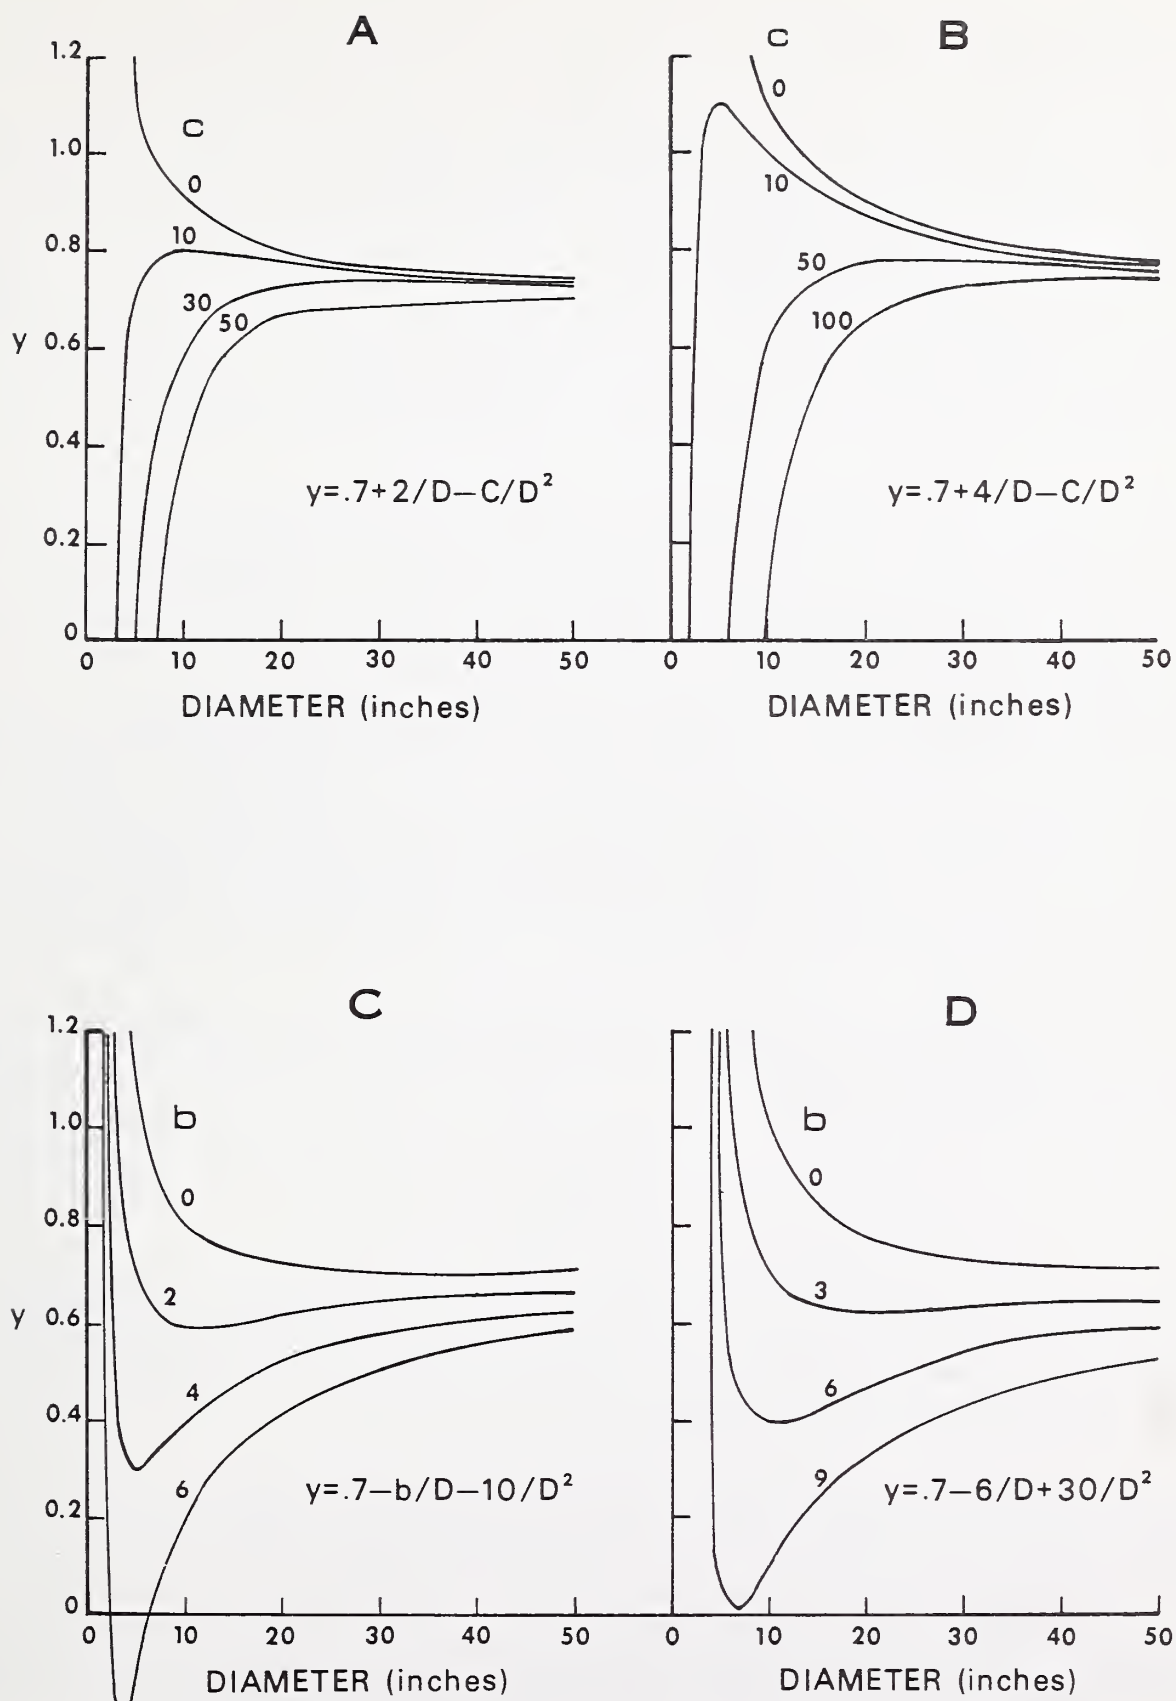 A
1.2
1.0
0.8
y 0.6
0.4
0.2
0
C
0
10
30
50
y=.7+2/D–C/D²
0 10 20 30 40 50
DIAMETER (inches)
B
C
0
10
50
100
y=.7+4/D–C/D²
0 10 20 30 40 50
DIAMETER (inches)
C
1.2
1.0
0.8
y 0.6
0.4
0.2
0
b
0
2
4
6
y=.7–b/D–10/D²
0 10 20 30 40 50
DIAMETER (inches)
D
b
0
3
6
9
y=.7–6/D+30/D²
0 10 20 30 40 50
DIAMETER (inches)